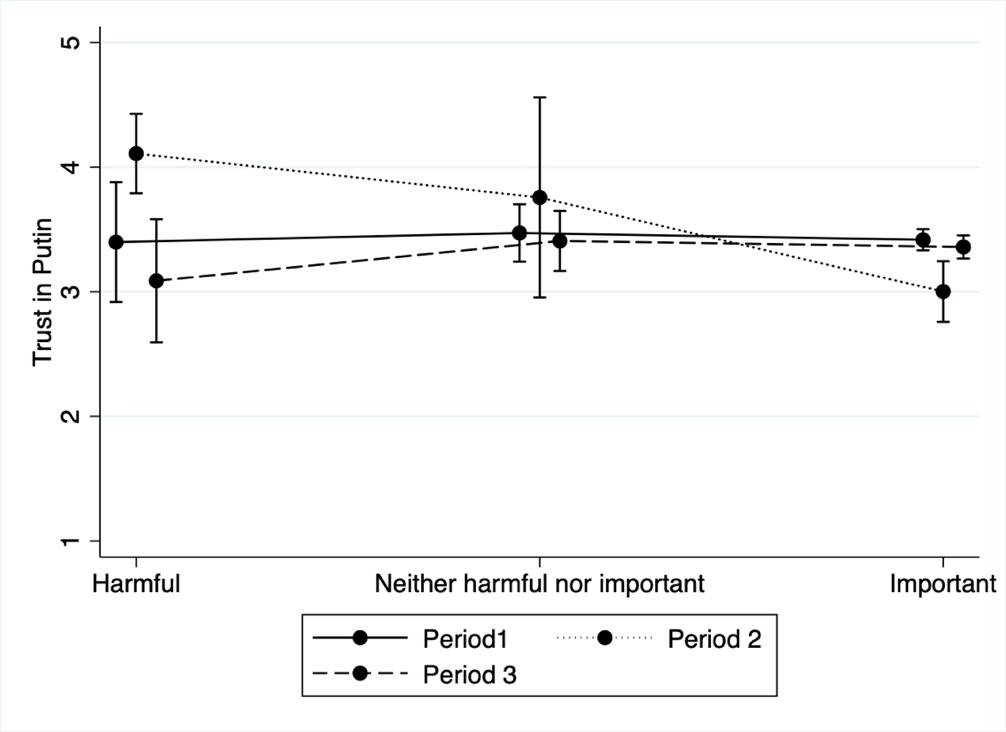 Trust in Putin
5
4
3
2
1
Harmful
Neither harmful nor important
Important
Period1
Period 2
Period 3